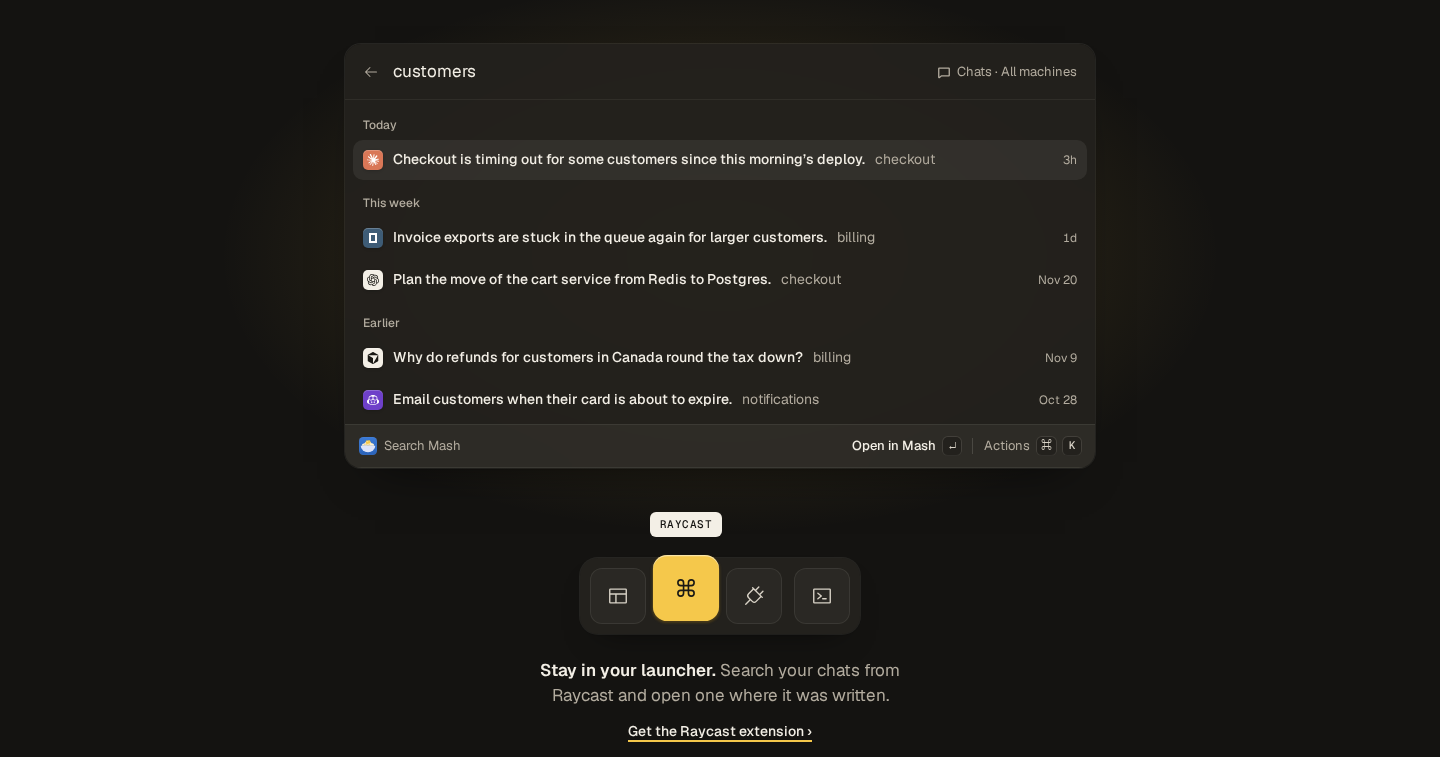 customers
Chats · All machines
Today
Checkout is timing out for some customers since this morning’s deploy. checkout 3h
This week
Invoice exports are stuck in the queue again for larger customers. billing 1d
Plan the move of the cart service from Redis to Postgres. checkout Nov 20
Earlier
Why do refunds for customers in Canada round the tax down? billing Nov 9
Email customers when their card is about to expire. notifications Oct 28
Search Mash
Open in Mash ↵ Actions ⌘ K
RAYCAST
Stay in your launcher. Search your chats from
Raycast and open one where it was written.
Get the Raycast extension ›